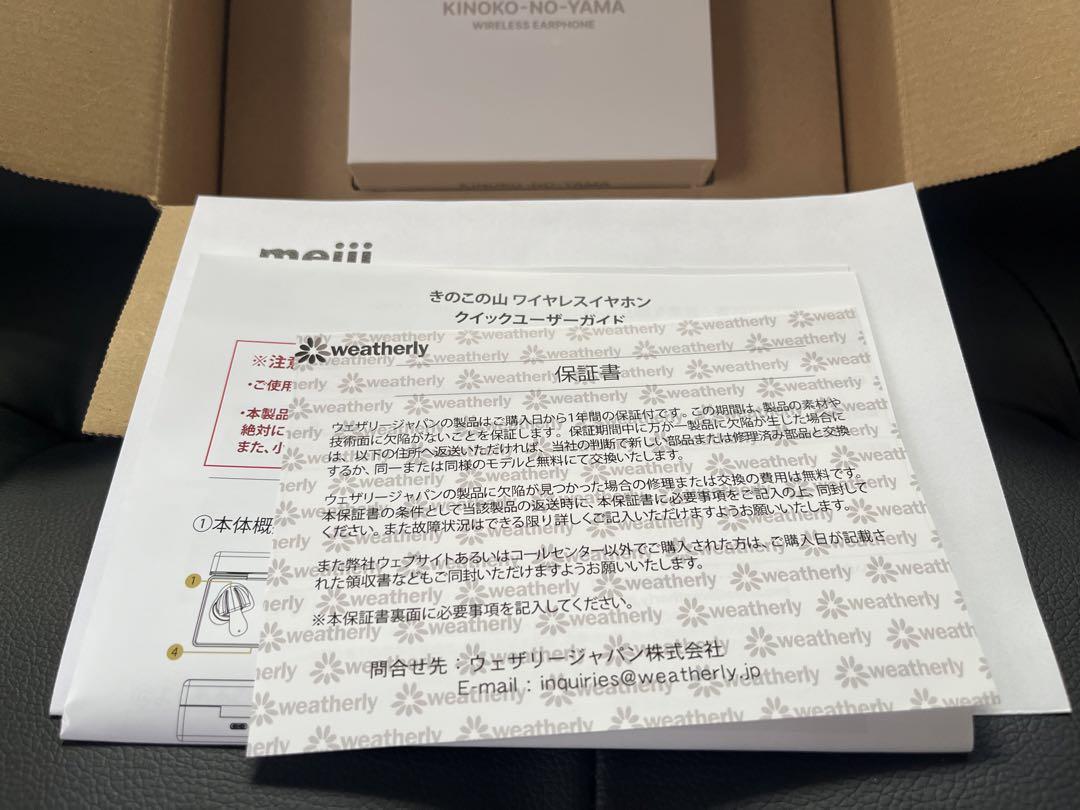 KINOKO-NO-YAMA
WIRELESS EARPHONE
KINOKO-NO-YAMA
meiji
きのこの山 ワイヤレスイヤホン
クイックユーザーガイド
※注意
・ご使用
・本製品
絶対に
また、小
①本体概
1
4
weatherly
保証書
ウェザリージャパンの製品はご購入日から1年間の保証付です。この期間は、製品の素材や
技術面に欠陥がないことを保証します。保証期間中に万が一製品に欠陥が生じた場合に
は、以下の住所へ返送いただければ、当社の判断で新しい部品または修理済み部品と交換
するか、同一または同様のモデルと無料にて交換いたします。
ウェザリージャパンの製品に欠陥が見つかった場合の修理または交換の費用は無料です。
本保証書の条件として当該製品の返送時に、本保証書に必要事項をご記入の上、同封して
ください。また故障状況はできる限り詳しくご記入いただけますようお願いいたします。
また弊社ウェブサイトあるいはコールセンター以外でご購入された方は、ご購入日が記載さ
れた領収書などもご同封いただけますようお願いいたします。
※本保証書裏面に必要事項を記入してください。
問合せ先：ウェザリージャパン株式会社
E-mail : inquiries@weatherly.jp